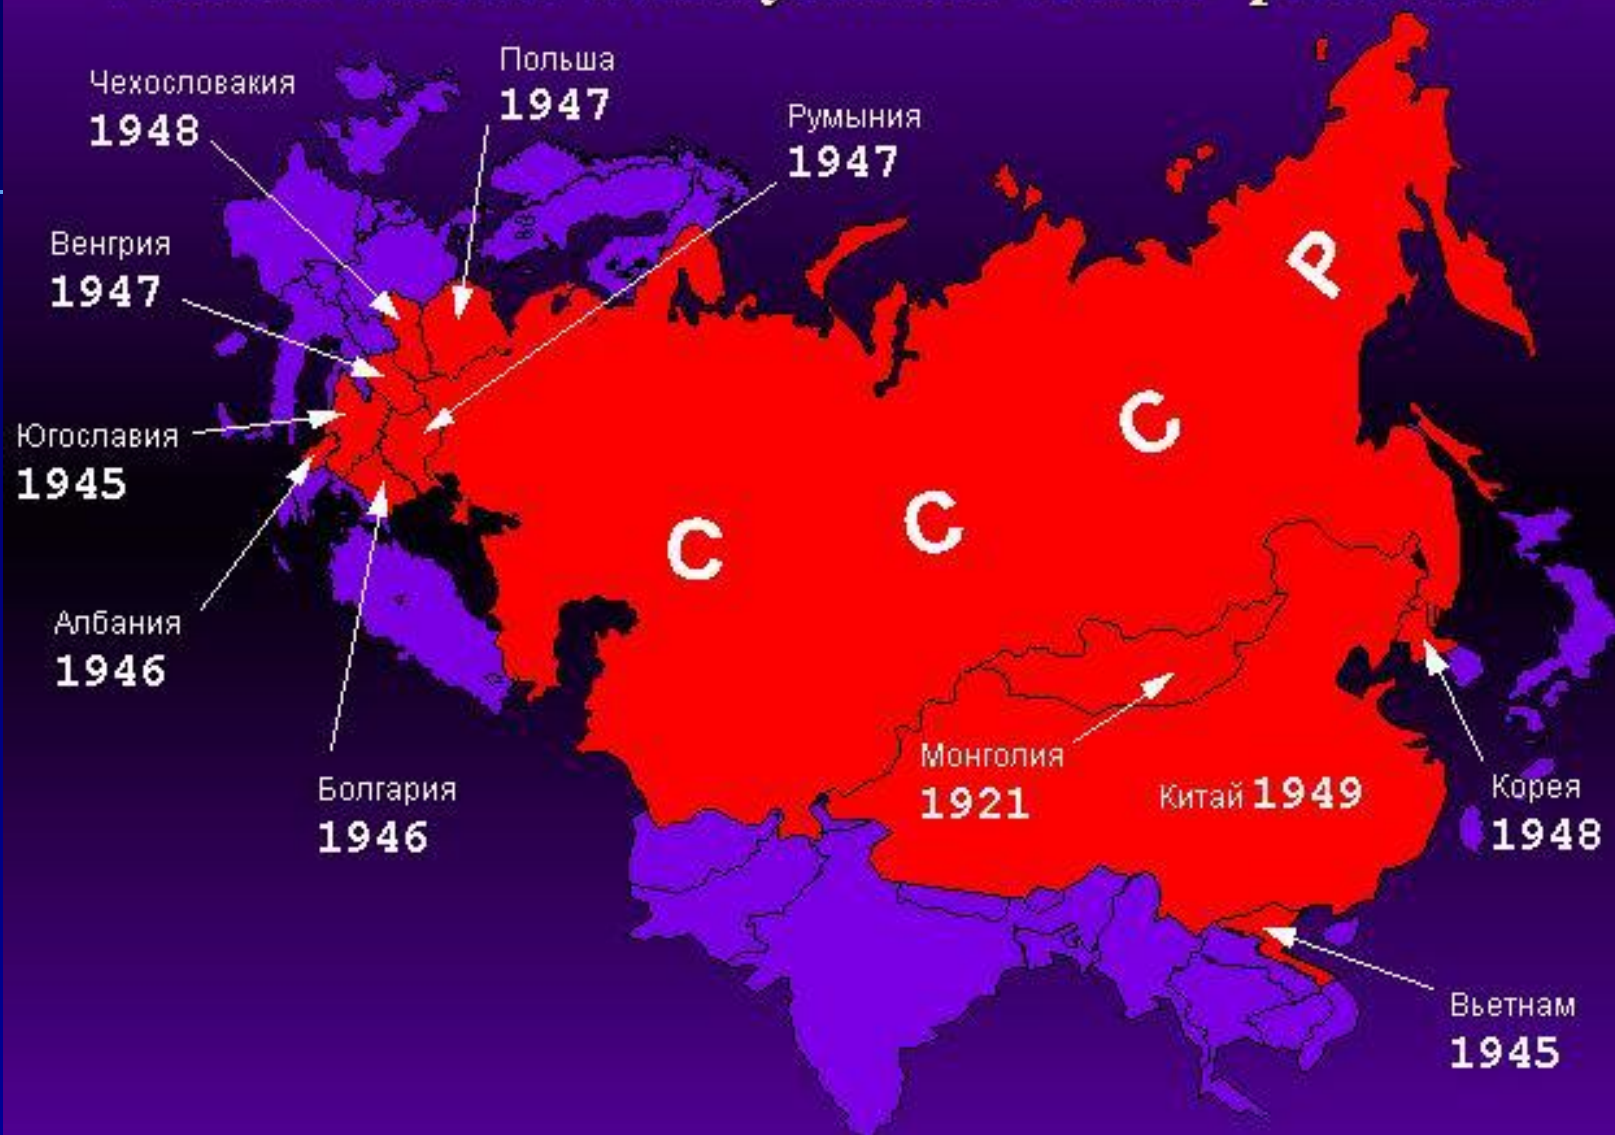 Чехословакия
1948
Польша
1947
Румыния
1947
Венгрия
1947
Югославия
1945
Албания
1946
Болгария
1946
С С С Р
Монголия
1921
Китай 1949
Корея
1948
Вьетнам
1945